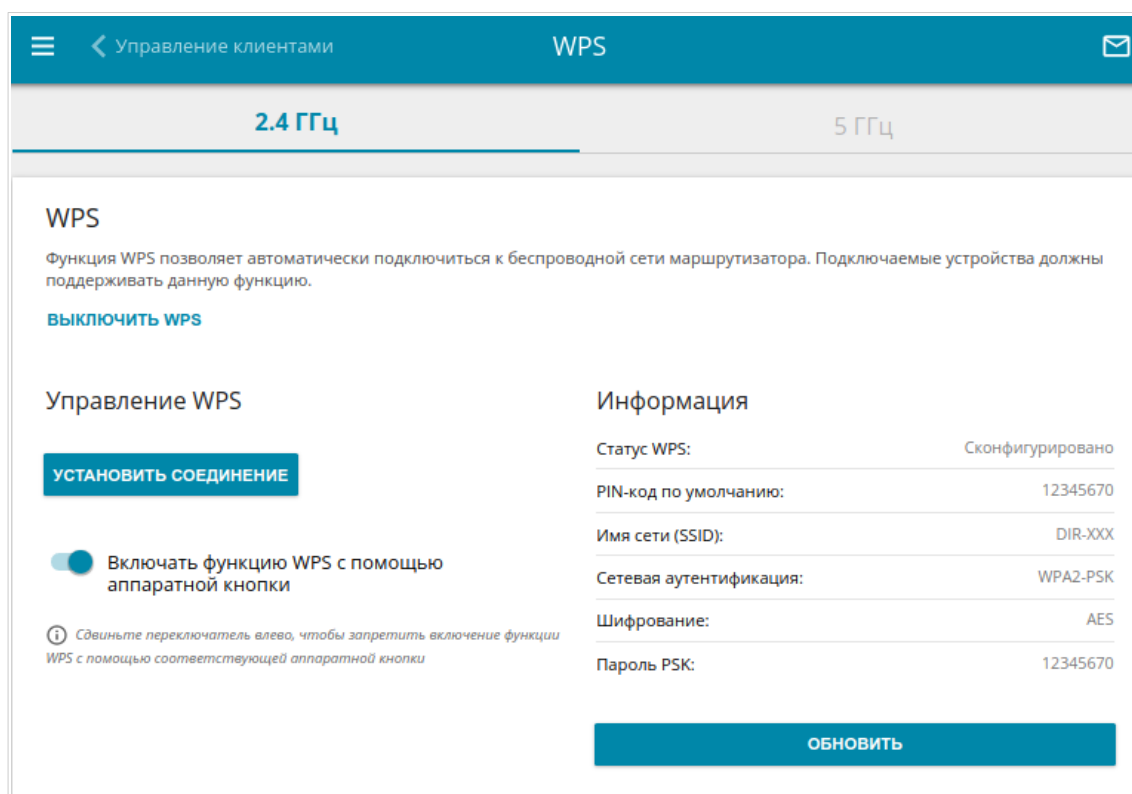 Управление клиентами
WPS
2.4 ГГц
5 ГГц
WPS
Функция WPS позволяет автоматически подключиться к беспроводной сети маршрутизатора. Подключаемые устройства должны
поддерживать данную функцию.
ВЫКЛЮЧИТЬ WPS
Управление WPS
УСТАНОВИТЬ СОЕДИНЕНИЕ
Включать функцию WPS с помощью
аппаратной кнопки
Сдвиньте переключатель влево, чтобы запретить включение функции
WPS с помощью соответствующей аппаратной кнопки
Информация
Статус WPS: Сконфигурировано
PIN-код по умолчанию: 12345670
Имя сети (SSID): DIR-XXX
Сетевая аутентификация: WPA2-PSK
Шифрование: AES
Пароль PSK: 12345670
ОБНОВИТЬ